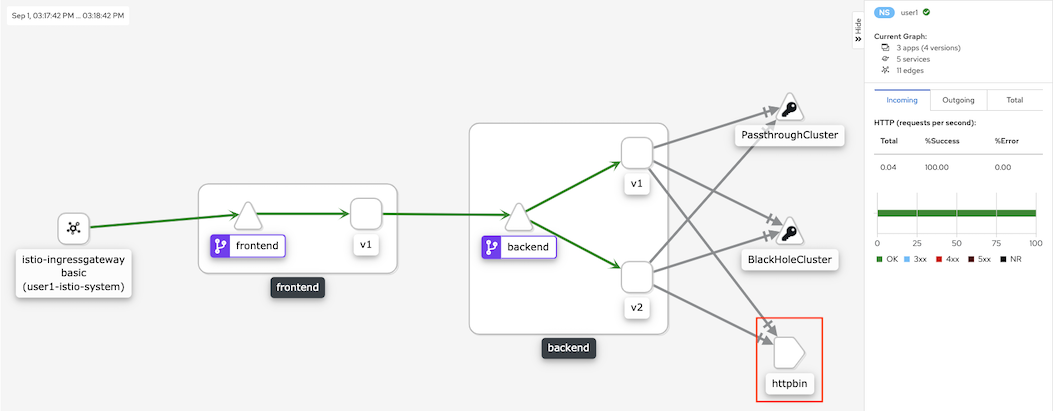 Sep 1, 03:17:42 PM ... 03:18:42 PM
istio-ingressgateway
basic
(user1-istio-system)
frontend
v1
frontend
backend
v1
v2
backend
PassthroughCluster
BlackHoleCluster
httpbin
Hide
NS user1
Current Graph:
3 apps (4 versions)
5 services
11 edges
Incoming Outgoing Total
HTTP (requests per second):
Total %Success %Error
0.04 100.00 0.00
0 25 50 75 100
OK 3xx 4xx 5xx NR